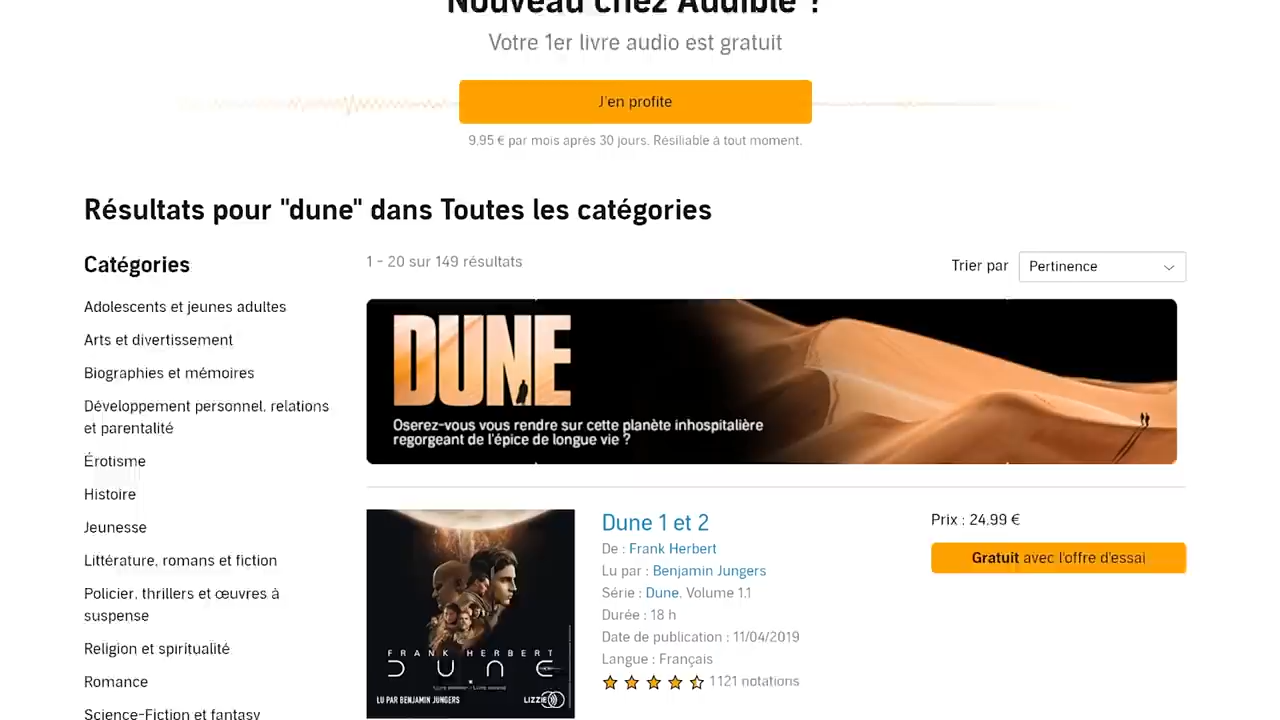 Nouveau chez Audible ?
Votre 1er livre audio est gratuit
J'en profite
9,95 € par mois après 30 jours. Résiliable à tout moment.
Résultats pour "dune" dans Toutes les catégories
Catégories
Adolescents et jeunes adultes
Arts et divertissement
Biographies et mémoires
Développement personnel, relations
et parentalité
Érotisme
Histoire
Jeunesse
Littérature, romans et fiction
Policier, thrillers et œuvres à
suspense
Religion et spiritualité
Romance
Science-Fiction et fantasy
1 - 20 sur 149 résultats
Trier par Pertinence
DUNE
Oserez-vous vous rendre sur cette planète inhospitalière
regorgeant de l'épice de longue vie ?
FRANK HERBERT
DUNE
LU PAR BENJAMIN JUNGERS
LIZZIE
Dune 1 et 2
De : Frank Herbert
Lu par : Benjamin Jungers
Série : Dune, Volume 1.1
Durée : 18 h
Date de publication : 11/04/2019
Langue : Français
1121 notations
Prix : 24,99 €
Gratuit avec l'offre d'essai